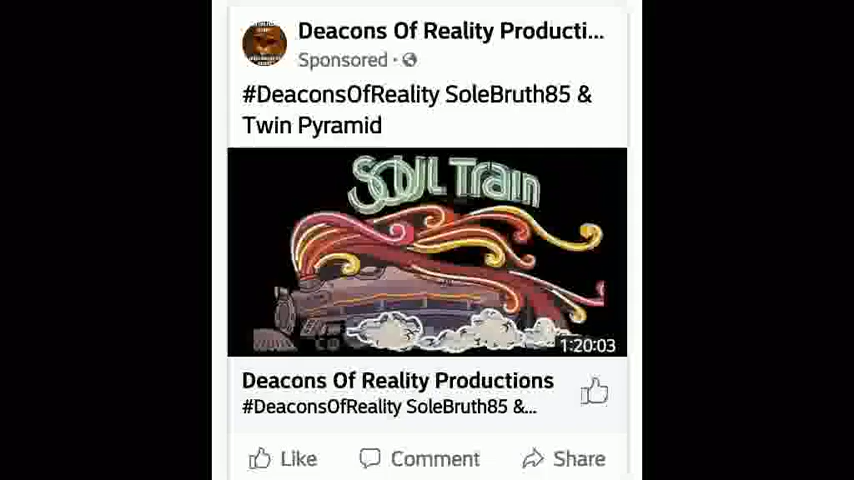 Deacons Of Reality Producti...
Sponsored ·
#DeaconsOfReality SoleBruth85 &
Twin Pyramid
SOUL Train
1:20:03
Deacons Of Reality Productions
#DeaconsOfReality SoleBruth85 &...
Like Comment Share